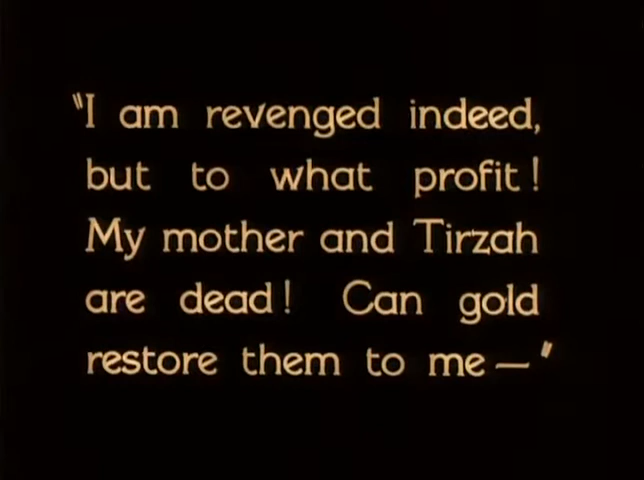 "I am revenged indeed,
but to what profit!
My mother and Tirzah
are dead! Can gold
restore them to me—"